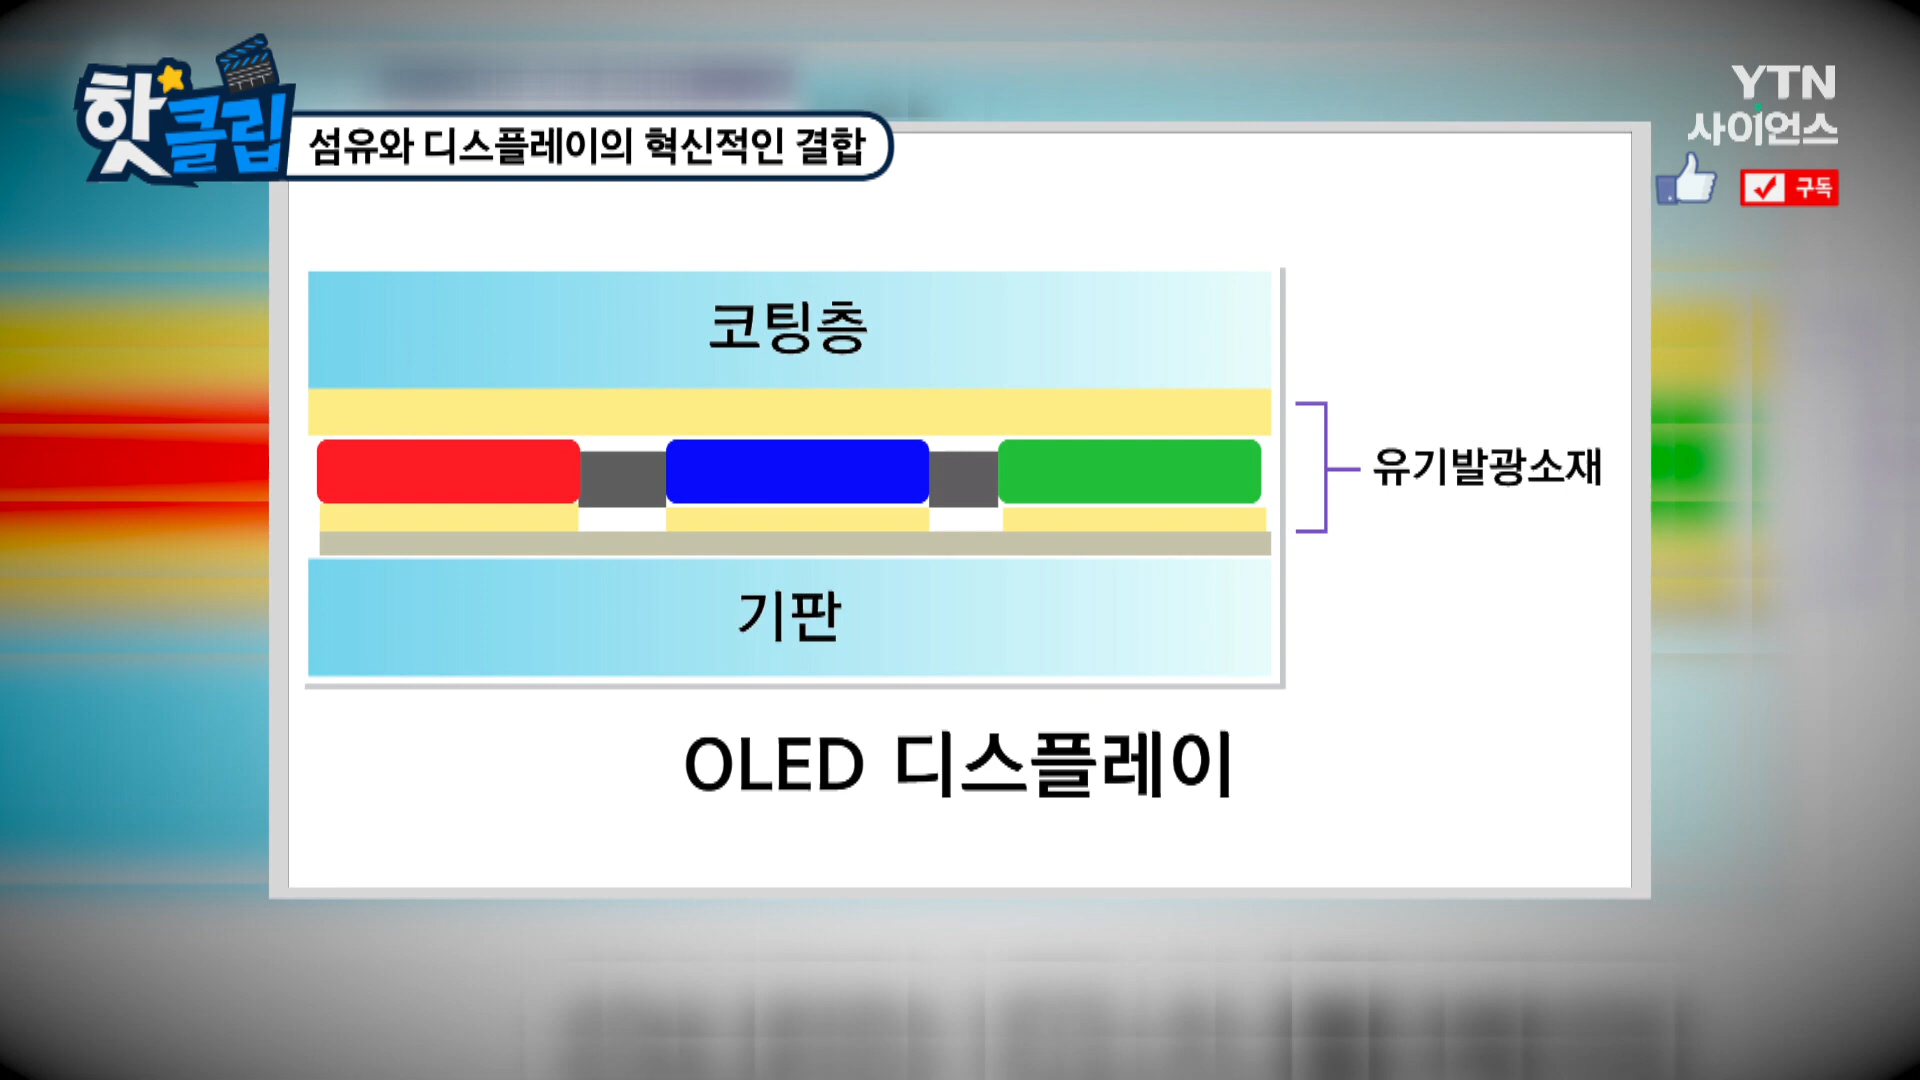 핫클립
섬유와 디스플레이의 혁신적인 결합
YTN
사이언스
구독
코팅층
유기발광소재
기판
OLED 디스플레이